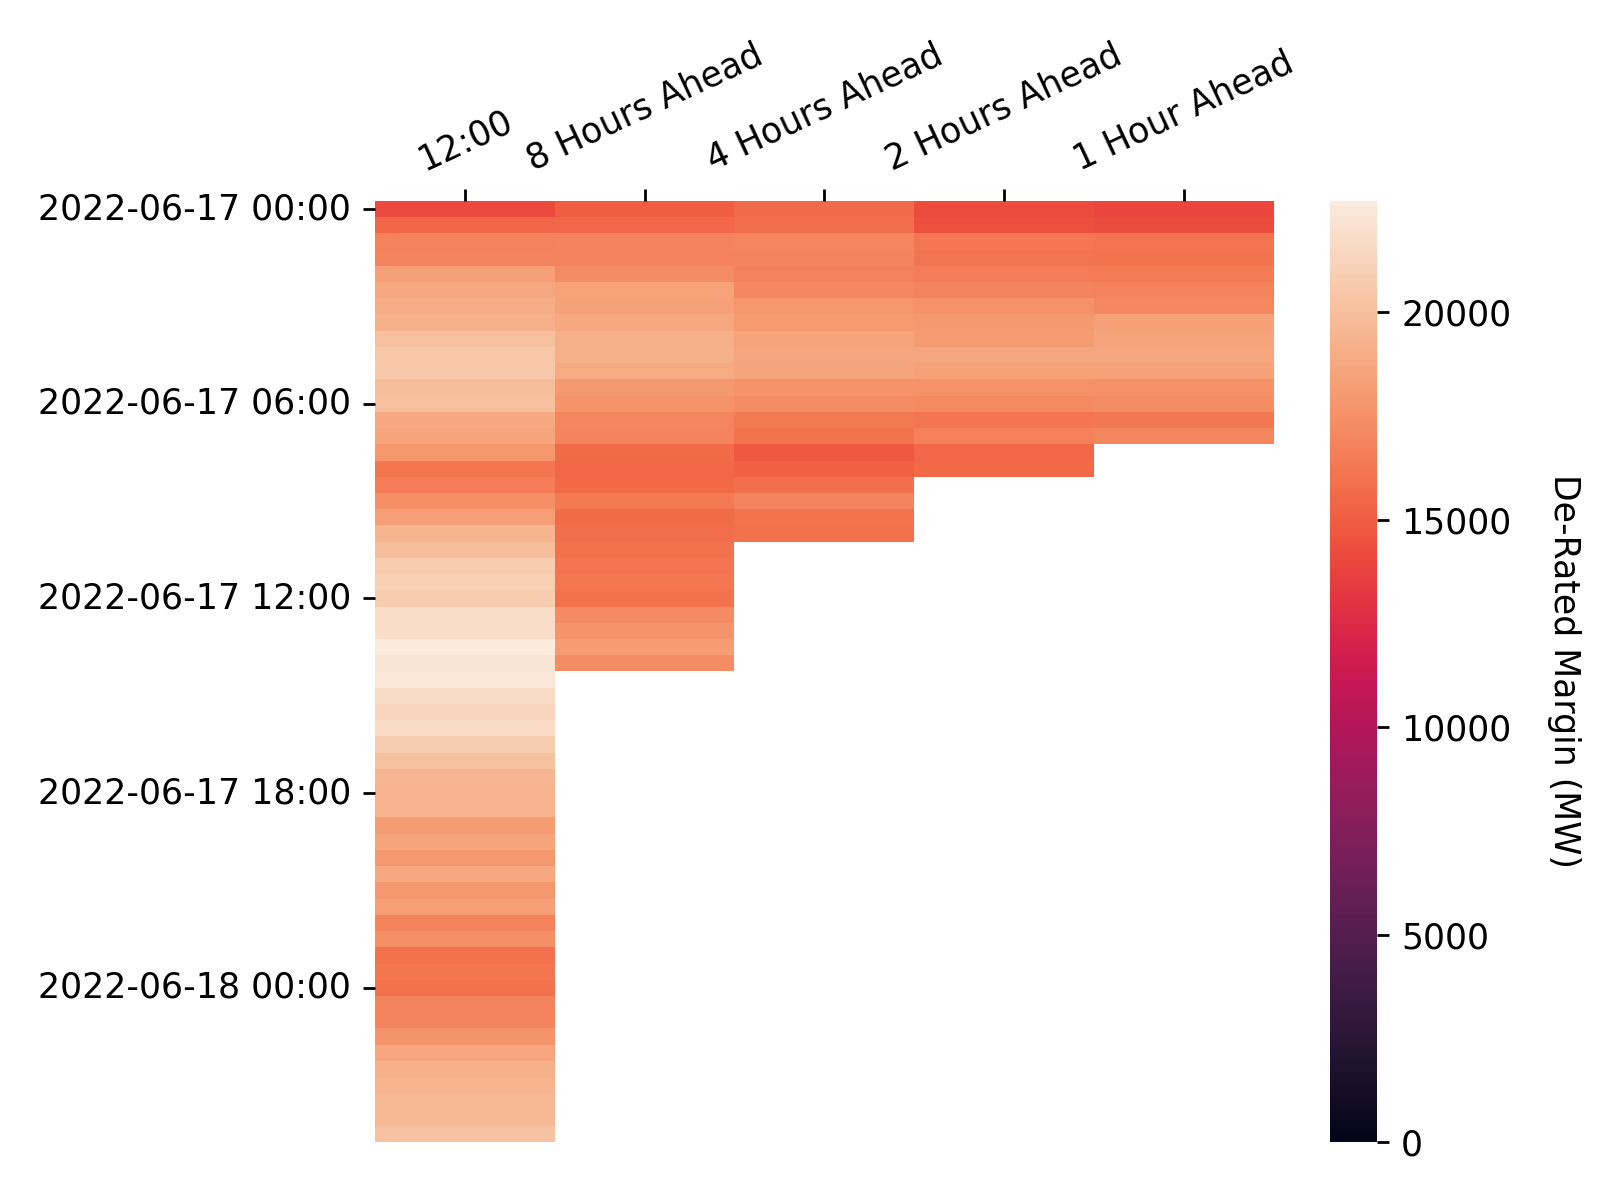 12:00
8 Hours Ahead
4 Hours Ahead
2 Hours Ahead
1 Hour Ahead
2022-06-17 00:00
2022-06-17 06:00
2022-06-17 12:00
2022-06-17 18:00
2022-06-18 00:00
20000
15000
10000
5000
0
De-Rated Margin (MW)